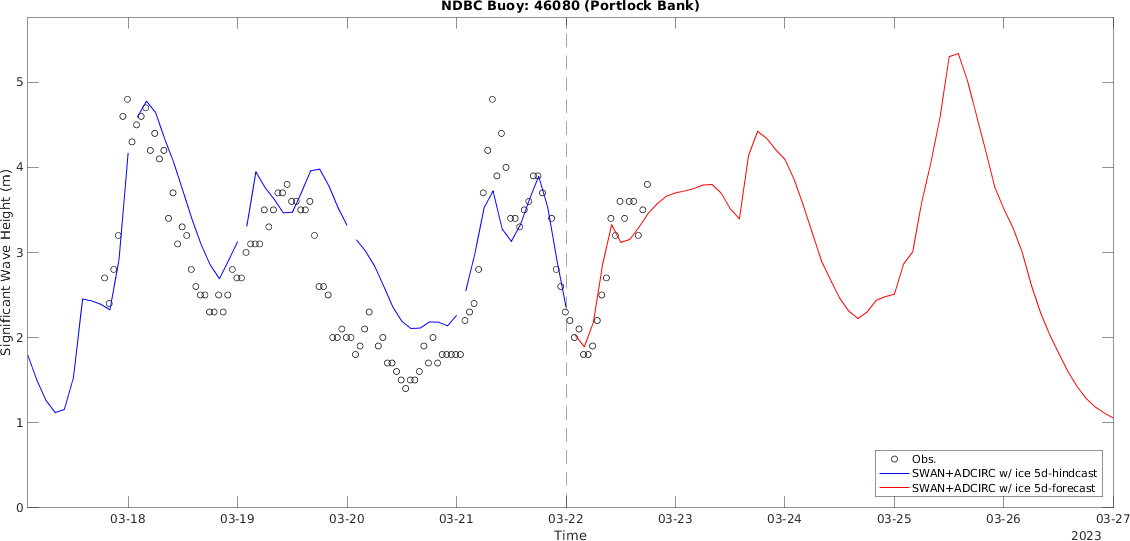 NDBC Buoy: 46080 (Portlock Bank)
Significant Wave Height (m)
5
4
3
2
1
0
Obs.
SWAN+ADCIRC w/ ice 5d-hindcast
SWAN+ADCIRC w/ ice 5d-forecast
03-18 03-19 03-20 03-21 03-22 03-23 03-24 03-25 03-26 03-27
Time
2023